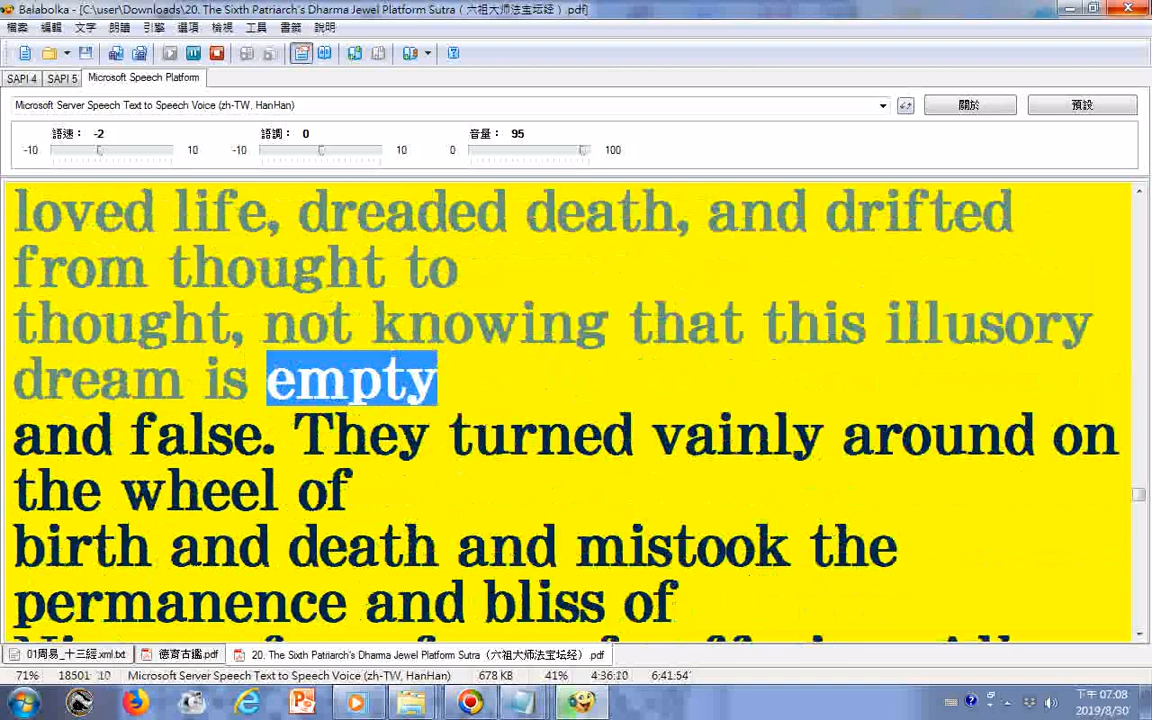 Balabolka - [C:\user\Downloads\20. The Sixth Patriarch's Dharma Jewel Platform Sutra（六祖大师法宝坛经）.pdf]
檔案 編輯 文字 朗讀 引擎 選項 檢視 工具 書籤 說明
SAPI 4 SAPI 5 Microsoft Speech Platform
Microsoft Server Speech Text to Speech Voice (zh-TW, HanHan) 關於 預設
語速： -2 語調： 0 音量： 95
-10 10 -10 10 0 100
loved life, dreaded death, and drifted
from thought to
thought, not knowing that this illusory
dream is empty
and false. They turned vainly around on
the wheel of
birth and death and mistook the
permanence and bliss of
01周易_十三經.xml.txt 德育古鑑.pdf 20. The Sixth Patriarch's Dharma Jewel Platform Sutra（六祖大师法宝坛经）.pdf
71% 18501 :10 Microsoft Server Speech Text to Speech Voice (zh-TW, HanHan) 678 KB 41% 4:36:10 6:41:54'
下午 07:08
2019/8/30